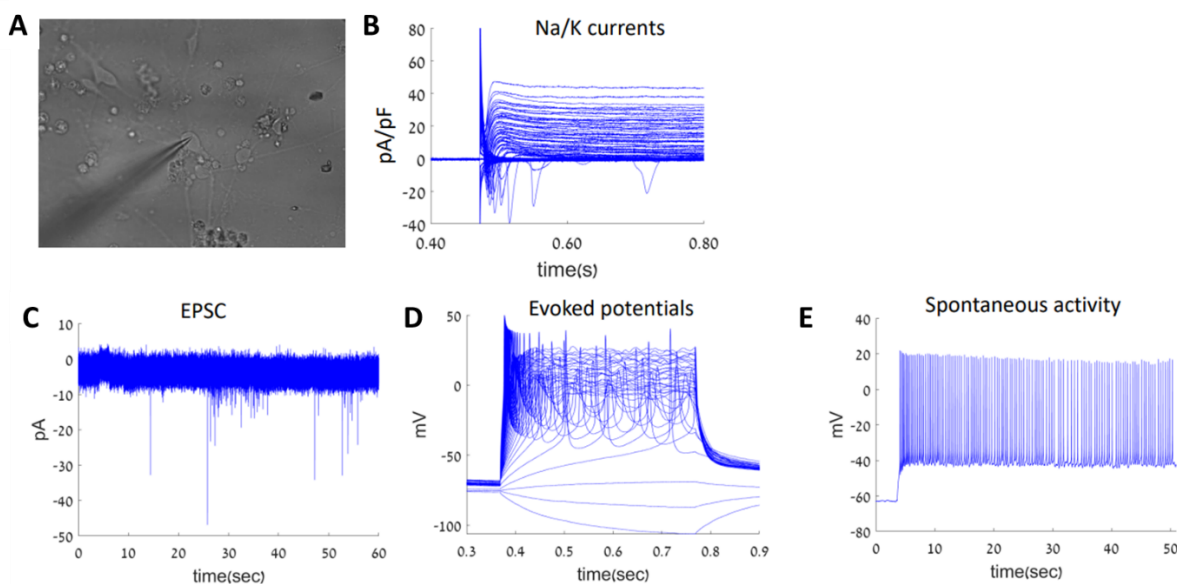 A
B
Na/K currents
80
60
40
20
0
-20
-40
pA/pF
0.40
0.60
0.80
time(s)
C
EPSC
10
0
-10
-20
-30
-40
-50
pA
0
20
40
60
time(sec)
D
Evoked potentials
50
0
-50
-100
mV
0.3
0.4
0.5
0.6
0.7
0.8
0.9
time(sec)
E
Spontaneous activity
40
20
0
-20
-40
-60
-80
mV
0
10
20
30
40
50
time(sec)